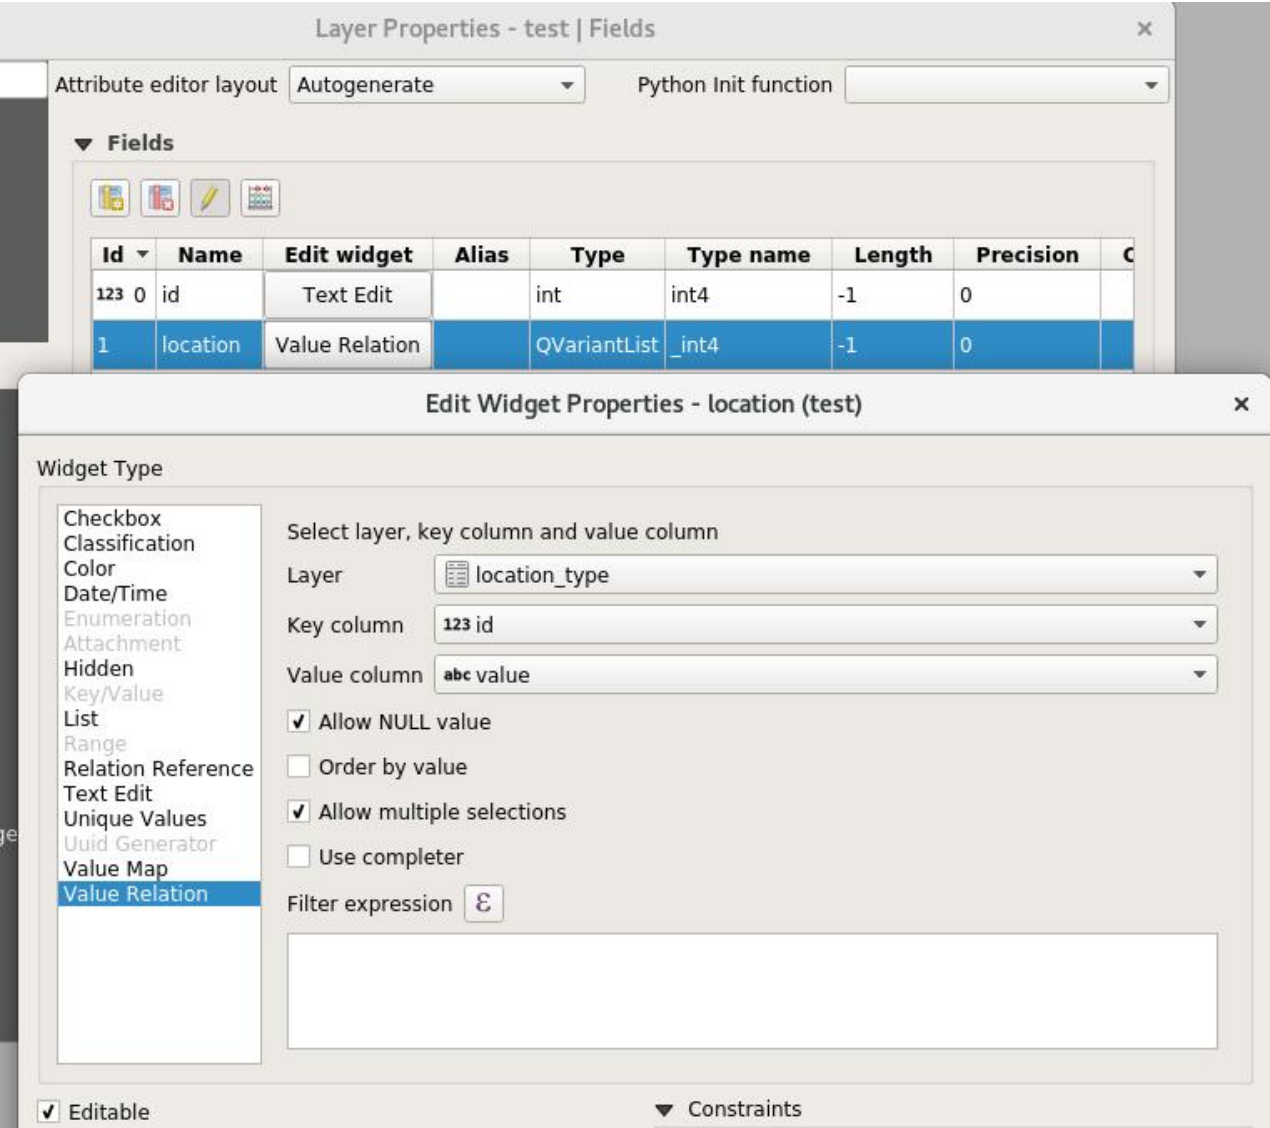 Layer Properties - test | Fields
Attribute editor layout Autogenerate Python Init function
Fields
Id Name Edit widget Alias Type Type name Length Precision
123 0 id Text Edit int int4 -1 0
1 location Value Relation QVariantList _int4 -1 0
Edit Widget Properties - location (test)
Widget Type
Checkbox
Classification
Color
Date/Time
Enumeration
Attachment
Hidden
Key/Value
List
Range
Relation Reference
Text Edit
Unique Values
Uuid Generator
Value Map
Value Relation
Select layer, key column and value column
Layer location_type
Key column 123 id
Value column abc value
Allow NULL value
Order by value
Allow multiple selections
Use completer
Filter expression ε
Editable
Constraints